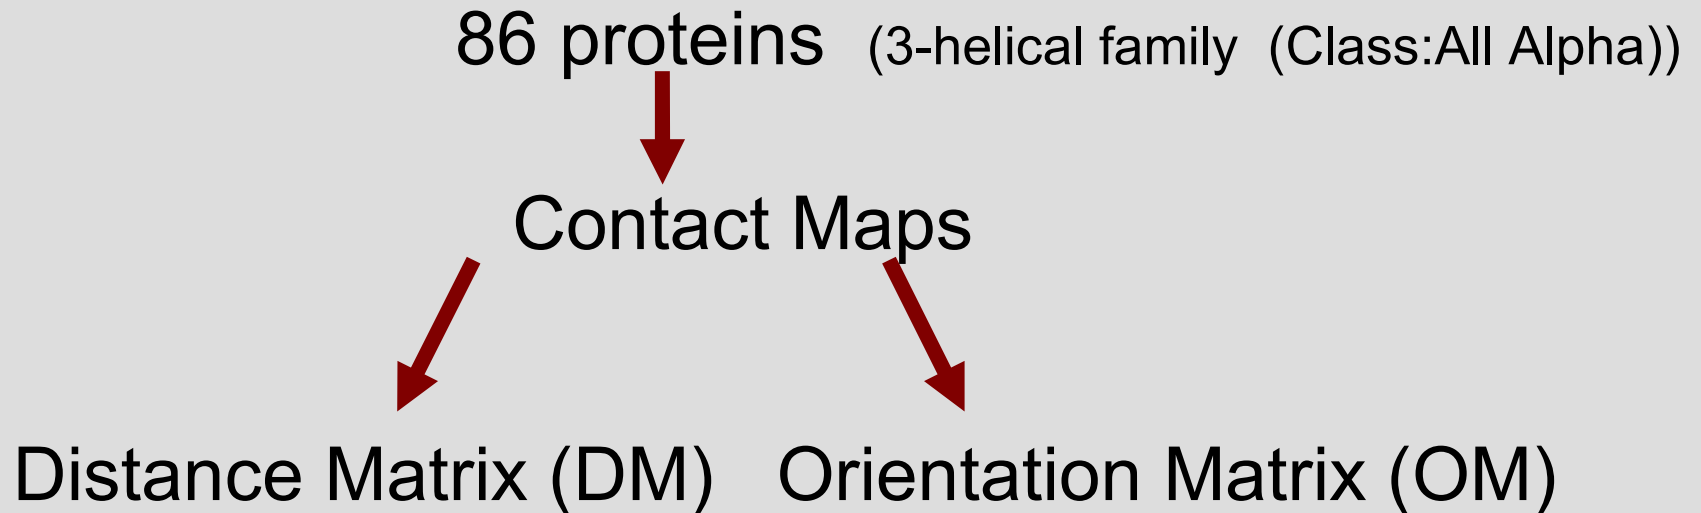 86 proteins (3-helical family (Class:All Alpha))
Contact Maps
Distance Matrix (DM) Orientation Matrix (OM)